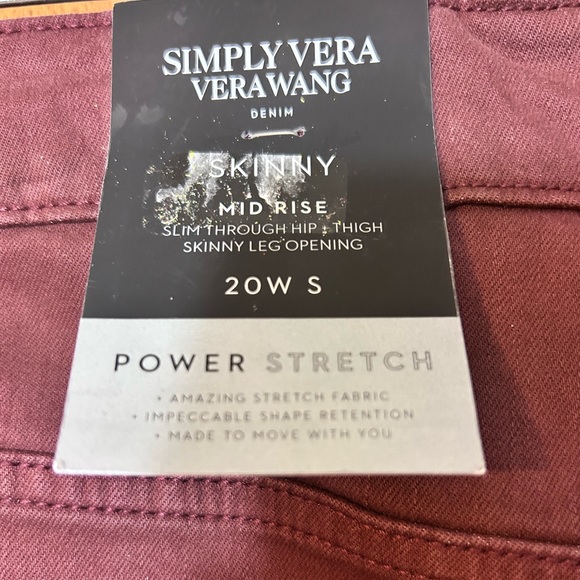 SIMPLY VERA
VERA WANG
DENIM
SKINNY
MID RISE
SLIM THROUGH HIP + THIGH
SKINNY LEG OPENING
20W S
POWER STRETCH
• AMAZING STRETCH FABRIC
• IMPECCABLE SHAPE RETENTION
• MADE TO MOVE WITH YOU